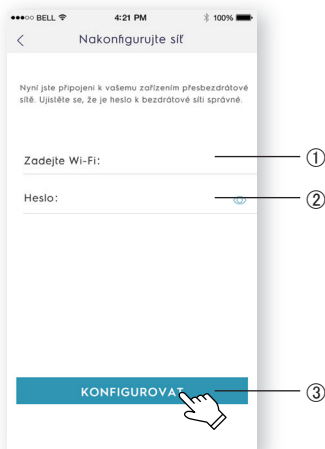 BELL 4:21 PM 100%
Nakonfigurujte síť
Nyní jste připojeni k vašemu zařízením přesbezdrátové
sítě. Ujistěte se, že je heslo k bezdrátové síti správné.
Zadejte Wi-Fi: ①
Heslo: ②
KONFIGUROVAT ③